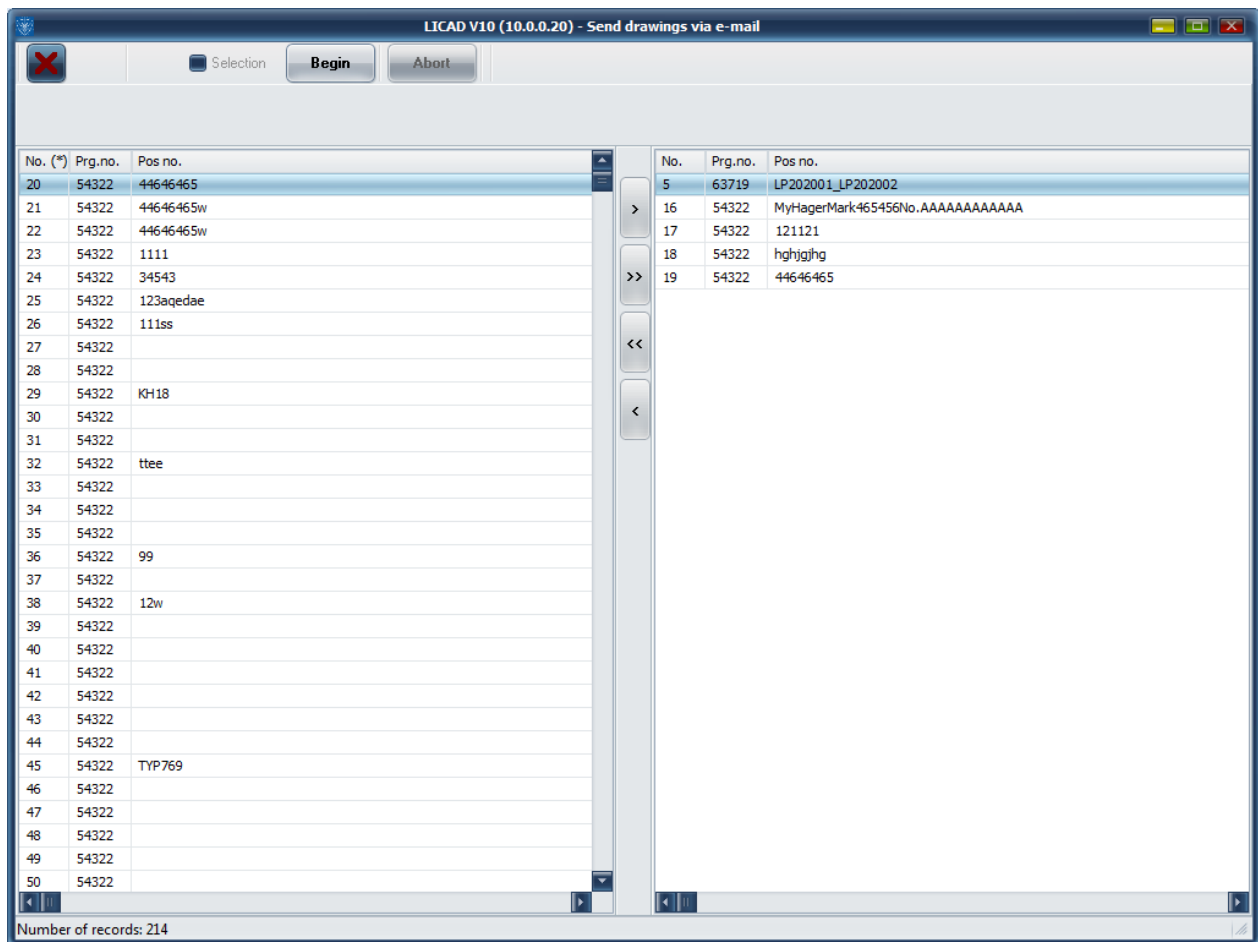 LICAD V10 (10.0.0.20) - Send drawings via e-mail
Selection Begin Abort
No. (*) Prg.no. Pos no.
20 54322 44646465
21 54322 44646465w
22 54322 44646465w
23 54322 1111
24 54322 34543
25 54322 123aqedae
26 54322 111ss
27 54322
28 54322
29 54322 KH18
30 54322
31 54322
32 54322 ttee
33 54322
34 54322
35 54322
36 54322 99
37 54322
38 54322 12w
39 54322
40 54322
41 54322
42 54322
43 54322
44 54322
45 54322 TYP769
46 54322
47 54322
48 54322
49 54322
50 54322
>
>>
<<
<
No. Prg.no. Pos no.
5 63719 LP202001_LP202002
16 54322 MyHagerMark465456No.AAAAAAAAAAAA
17 54322 121121
18 54322 hghjgjhg
19 54322 44646465
Number of records: 214